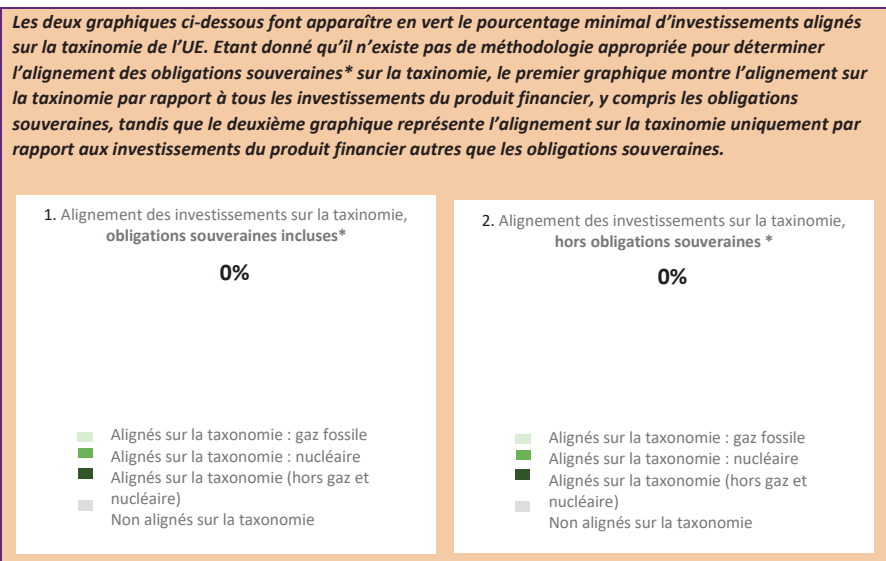 Les deux graphiques ci-dessous font apparaître en vert le pourcentage minimal d'investissements alignés
sur la taxinomie de l'UE. Etant donné qu'il n'existe pas de méthodologie appropriée pour déterminer
l'alignement des obligations souveraines* sur la taxinomie, le premier graphique montre l'alignement sur
la taxinomie par rapport à tous les investissements du produit financier, y compris les obligations
souveraines, tandis que le deuxième graphique représente l'alignement sur la taxinomie uniquement par
rapport aux investissements du produit financier autres que les obligations souveraines.
1. Alignement des investissements sur la taxinomie,
obligations souveraines incluses*
0%
Alignés sur la taxonomie : gaz fossile
Alignés sur la taxonomie : nucléaire
Alignés sur la taxonomie (hors gaz et
nucléaire)
Non alignés sur la taxonomie
2. Alignement des investissements sur la taxinomie,
hors obligations souveraines *
0%
Alignés sur la taxonomie : gaz fossile
Alignés sur la taxonomie : nucléaire
Alignés sur la taxonomie (hors gaz et
nucléaire)
Non alignés sur la taxonomie